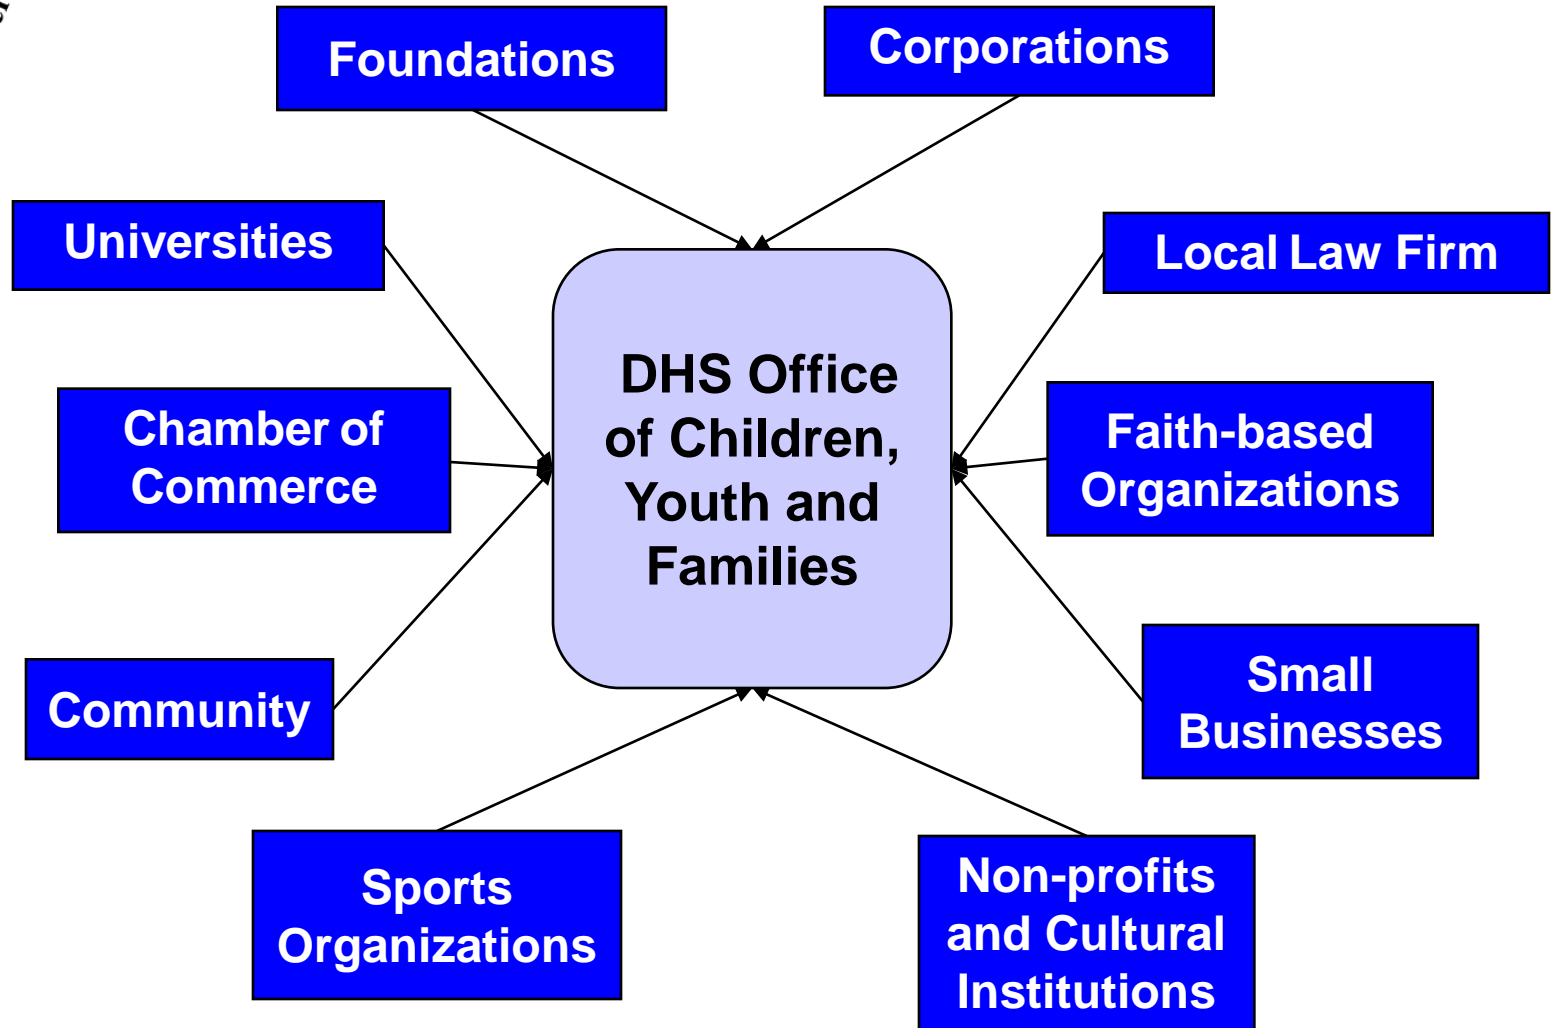 Foundations
Corporations
Universities
Local Law Firm
DHS Office
of Children,
Youth and
Families
Chamber of
Commerce
Faith-based
Organizations
Community
Small
Businesses
Sports
Organizations
Non-profits
and Cultural
Institutions